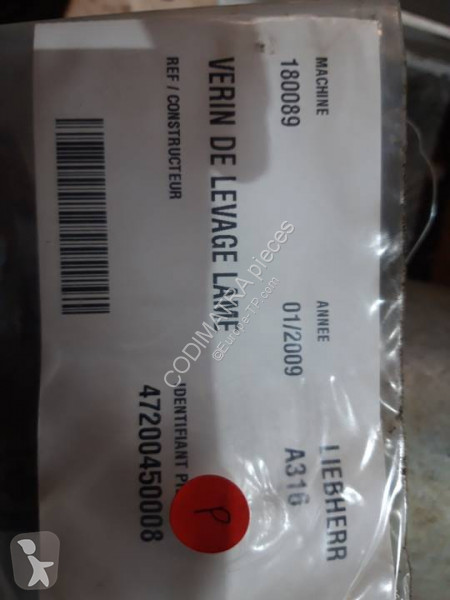 MACHINE ANNEE LIEBHERR
180089 01/2009 A316
VERIN DE LEVAGE LAME
REF / CONSTRUCTEUR IDENTIFIANT
47200450008
P
CODIMATRA pieces
©Europe-TP.com